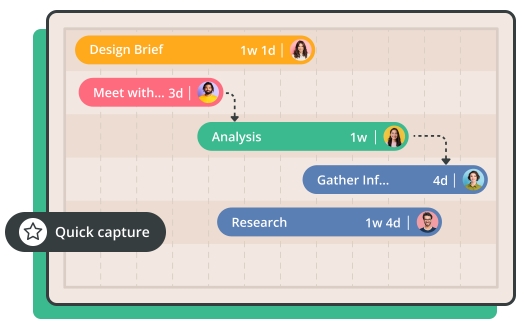 Design Brief 1w 1d
Meet with... 3d
Analysis 1w
Gather Inf... 4d
Research 1w 4d
Quick capture